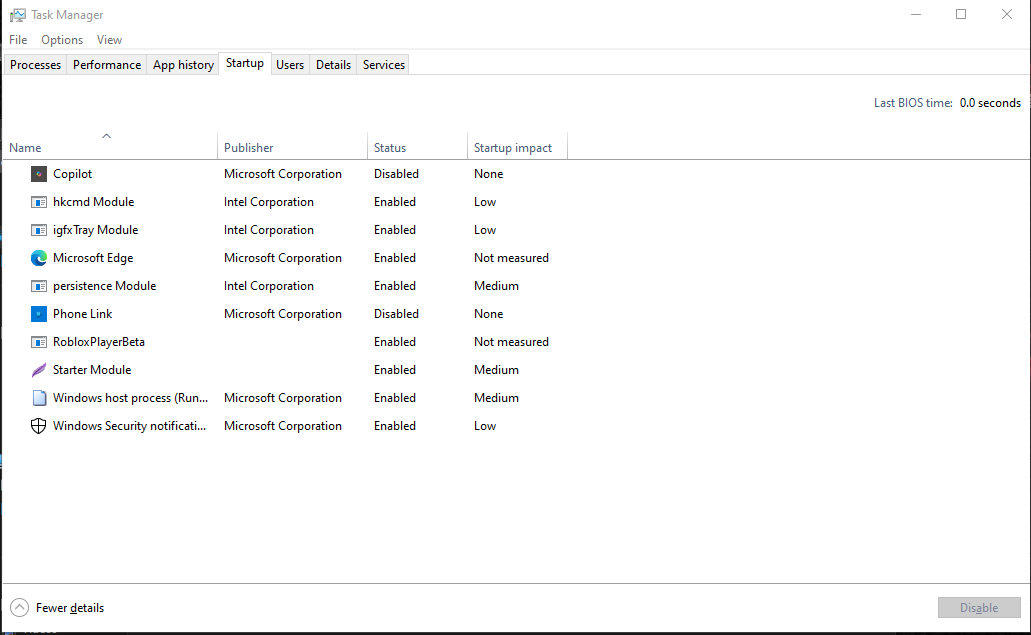 Task Manager
File Options View
Processes Performance App history Startup Users Details Services
Last BIOS time: 0.0 seconds
Name Publisher Status Startup impact
Copilot Microsoft Corporation Disabled None
hkcmd Module Intel Corporation Enabled Low
igfxTray Module Intel Corporation Enabled Low
Microsoft Edge Microsoft Corporation Enabled Not measured
persistence Module Intel Corporation Enabled Medium
Phone Link Microsoft Corporation Disabled None
RobloxPlayerBeta Enabled Not measured
Starter Module Enabled Medium
Windows host process (Run... Microsoft Corporation Enabled Medium
Windows Security notificati... Microsoft Corporation Enabled Low
Fewer details Disable